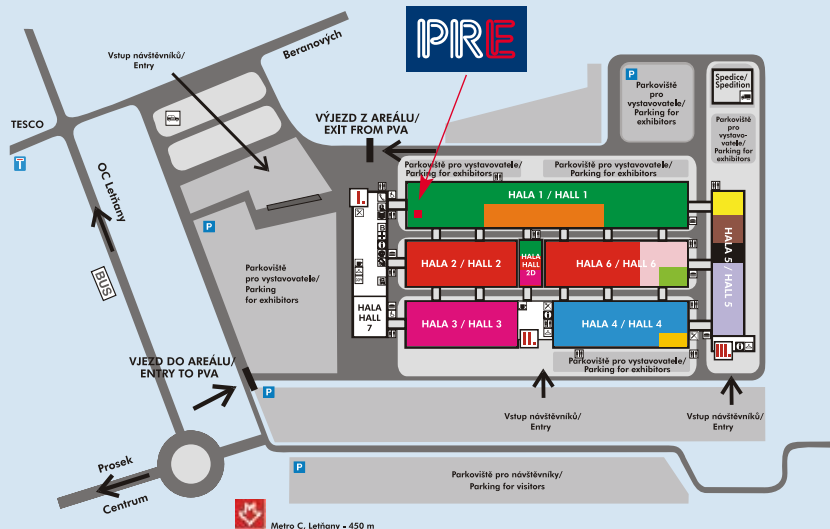 PRE
Beranových
Vstup návštěvníků/
Entry
TESCO
T
OC Letňany
BUS
VÝJEZD Z AREÁLU/
EXIT FROM PVA
P
Parkoviště
pro
vystavovatele/
Parking for
exhibitors
Spedice/
Spedition
Parkoviště
pro
vystavo-
vatele/
Parking for
exhibitors
Parkoviště pro vystavovatele/
Parking for exhibitors
Parkoviště pro vystavovatele/
Parking for exhibitors
I.
HALA 1 / HALL 1
HALA 2 / HALL 2
HALA
HALL
2D
HALA 6 / HALL 6
HALA 5 / HALL 5
HALA
HALL
7
HALA 3 / HALL 3
II.
HALA 4 / HALL 4
III.
P
Parkoviště
pro vystavovatele/
Parking
for exhibitors
Parkoviště pro vystavovatele/
Parking for exhibitors
VJEZD DO AREÁLU/
ENTRY TO PVA
P
Vstup návštěvníků/
Entry
Vstup návštěvníků/
Entry
Prosek
Centrum
P
Parkoviště pro návštěvníky/
Parking for visitors
Metro C, Letňany - 450 m